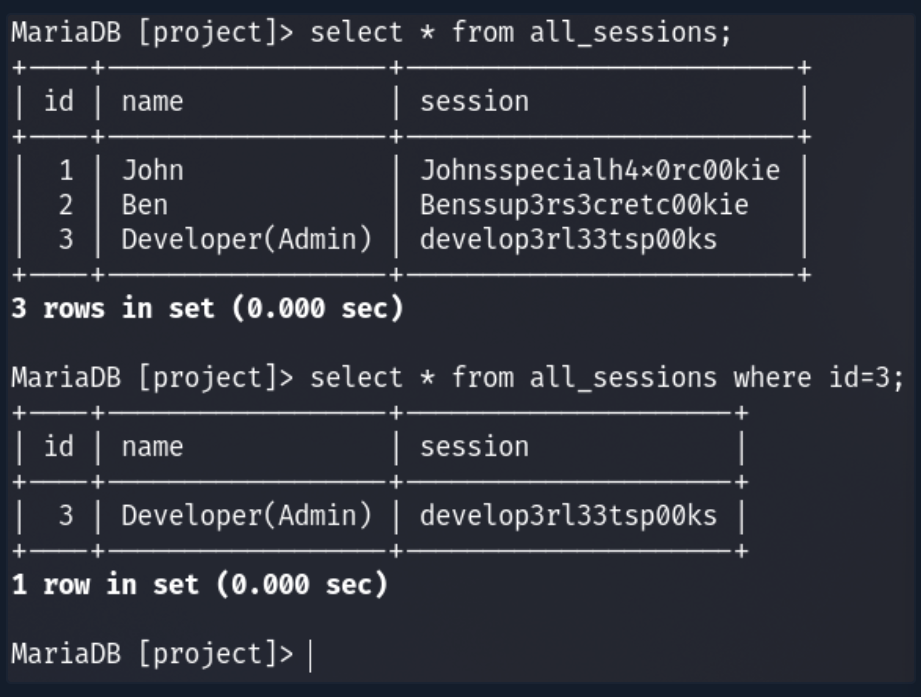 MariaDB [project]> select * from all_sessions;
| id | name | session |
| 1 | John | Johnsspecialh4×0rc00kie |
| 2 | Ben | Benssup3rs3cretc00kie |
| 3 | Developer(Admin) | develop3rl33tsp00ks |
3 rows in set (0.000 sec)
MariaDB [project]> select * from all_sessions where id=3;
| id | name | session |
| 3 | Developer(Admin) | develop3rl33tsp00ks |
1 row in set (0.000 sec)
MariaDB [project]>